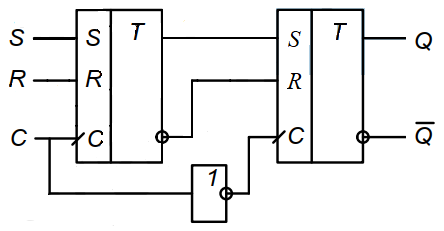 S S T S T Q
R R R
C C C Q̅
1